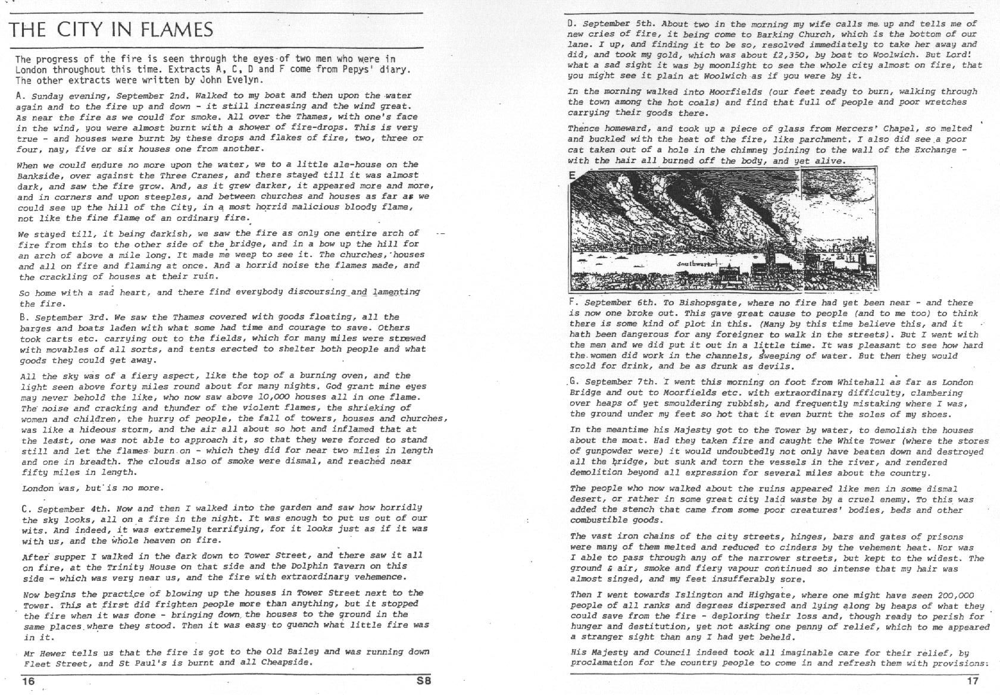 THE CITY IN FLAMES
The progress of the fire is seen through the eyes of two men who were in
London throughout this time. Extracts A, C, D and F come from Pepys' diary.
The other extracts were written by John Evelyn.
A. Sunday evening, September 2nd. Walked to my boat and then upon the water
again and to the fire up and down - it still increasing and the wind great.
As near the fire as we could for smoke. All over the Thames, with one's face
in the wind, you were almost burnt with a shower of fire-drops. This is very
true - and houses were burnt by these drops and flakes of fire, two, three or
four, nay, five or six houses one from another.
When we could endure no more upon the water, we to a little ale-house on the
Bankside, over against the Three Cranes, and there stayed till it was almost
dark, and saw the fire grow. And, as it grew darker, it appeared more and more,
and in corners and upon steeples, and between churches and houses as far as we
could see up the hill of the City, in a most horrid malicious bloody flame,
not like the fine flame of an ordinary fire.
We stayed till, it being darkish, we saw the fire as only one entire arch of
fire from this to the other side of the bridge, and in a bow up the hill for
an arch of above a mile long. It made me weep to see it. The churches, houses
and all on fire and flaming at once. And a horrid noise the flames made, and
the crackling of houses at their ruin.
So home with a sad heart, and there find everybody discoursing and lamenting
the fire.
B. September 3rd. We saw the Thames covered with goods floating, all the
barges and boats laden with what some had time and courage to save. Others
took carts etc. carrying out to the fields, which for many miles were strewed
with movables of all sorts, and tents erected to shelter both people and what
goods they could get away.
All the sky was of a fiery aspect, like the top of a burning oven, and the
light seen above forty miles round about for many nights. God grant mine eyes
may never behold the like, who now saw above 10,000 houses all in one flame.
The noise and cracking and thunder of the violent flames, the shrieking of
women and children, the hurry of people, the fall of towers, houses and churches,
was like a hideous storm, and the air all about so hot and inflamed that at
the least, one was not able to approach it, so that they were forced to stand
still and let the flames burn on - which they did for near two miles in length
and one in breadth. The clouds also of smoke were dismal, and reached near
fifty miles in length.
London was, but is no more.
C. September 4th. Now and then I walked into the garden and saw how horridly
the sky looks, all on a fire in the night. It was enough to put us out of our
wits. And indeed, it was extremely terrifying, for it looks just as if it was
with us, and the whole heaven on fire.
After supper I walked in the dark down to Tower Street, and there saw it all
on fire, at the Trinity House on that side and the Dolphin Tavern on this
side - which was very near us, and the fire with extraordinary vehemence.
Now begins the practice of blowing up the houses in Tower Street next to the
Tower. This at first did frighten people more than anything, but it stopped
the fire when it was done - bringing down the houses to the ground in the
same places where they stood. Then it was easy to quench what little fire was
in it.
Mr Hewer tells us that the fire is got to the Old Bailey and was running down
Fleet Street, and St Paul's is burnt and all Cheapside.
16
S8
D. September 5th. About two in the morning my wife calls me up and tells me of
new cries of fire, it being come to Barking Church, which is the bottom of our
lane. I up, and finding it to be so, resolved immediately to take her away and
did, and took my gold, which was about £2,350, by boat to Woolwich. But Lord!
what a sad sight it was by moonlight to see the whole city almost on fire, that
you might see it plain at Woolwich as if you were by it.
In the morning walked into Moorfields (our feet ready to burn, walking through
the town among the hot coals) and find that full of people and poor wretches
carrying their goods there.
Thence homeward, and took up a piece of glass from Mercers' Chapel, so melted
and buckled with the heat of the fire, like parchment. I also did see a poor
cat taken out of a hole in the chimney joining to the wall of the Exchange -
with the hair all burned off the body, and yet alive.
E
Southwarke
F. September 6th. To Bishopsgate, where no fire had yet been near - and there
is now one broke out. This gave great cause to people (and to me too) to think
there is some kind of plot in this. (Many by this time believe this, and it
hath been dangerous for any foreigner to walk in the streets). But I went with
the men and we did put it out in a little time. It was pleasant to see how hard
the women did work in the channels, sweeping of water. But then they would
scold for drink, and be as drunk as devils.
G. September 7th. I went this morning on foot from Whitehall as far as London
Bridge and out to Moorfields etc. with extraordinary difficulty, clambering
over heaps of yet smouldering rubbish, and frequently mistaking where I was,
the ground under my feet so hot that it even burnt the soles of my shoes.
In the meantime his Majesty got to the Tower by water, to demolish the houses
about the moat. Had they taken fire and caught the White Tower (where the stores
of gunpowder were) it would undoubtedly not only have beaten down and destroyed
all the bridge, but sunk and torn the vessels in the river, and rendered
demolition beyond all expression for several miles about the country.
The people who now walked about the ruins appeared like men in some dismal
desert, or rather in some great city laid waste by a cruel enemy. To this was
added the stench that came from some poor creatures' bodies, beds and other
combustible goods.
The vast iron chains of the city streets, hinges, bars and gates of prisons
were many of them melted and reduced to cinders by the vehement heat. Nor was
I able to pass through any of the narrower streets, but kept to the widest. The
ground & air, smoke and fiery vapour continued so intense that my hair was
almost singed, and my feet insufferably sore.
Then I went towards Islington and Highgate, where one might have seen 200,000
people of all ranks and degrees dispersed and lying along by heaps of what they
could save from the fire - deploring their loss and, though ready to perish for
hunger and destitution, yet not asking one penny of relief, which to me appeared
a stranger sight than any I had yet beheld.
His Majesty and Council indeed took all imaginable care for their relief, by
proclamation for the country people to come in and refresh them with provisions.
17